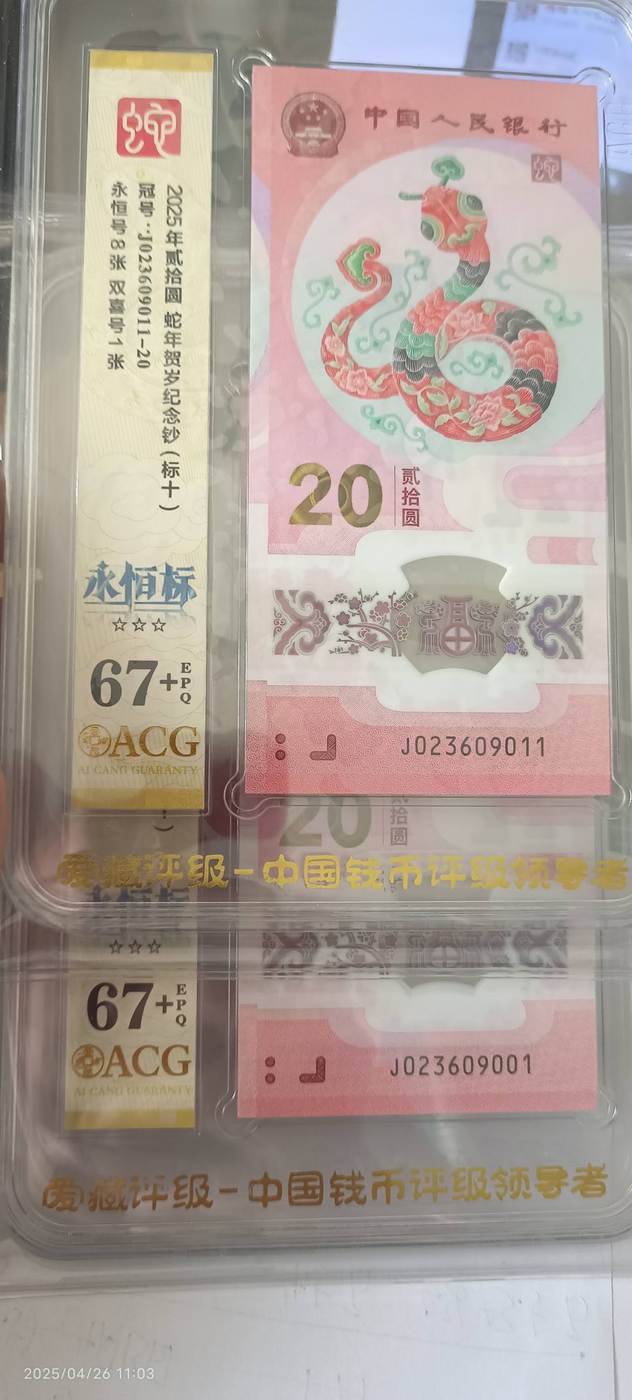 蛇
2025年贰拾圆 蛇年贺岁纪念钞(标十)
冠号:J023609011-20
永恒号8张 双喜号1张
永恒标
☆☆☆
67+EPQ
ACG
AI CANG GUARANTY
中国人民银行
蛇
20 贰拾圆
J023609011
爱藏评级-中国钱币评级领导者
20 贰拾圆
☆☆☆
67+EPQ
ACG
AI CANG GUARANTY
J023609001
爱藏评级-中国钱币评级领导者
2025/04/26 11:03